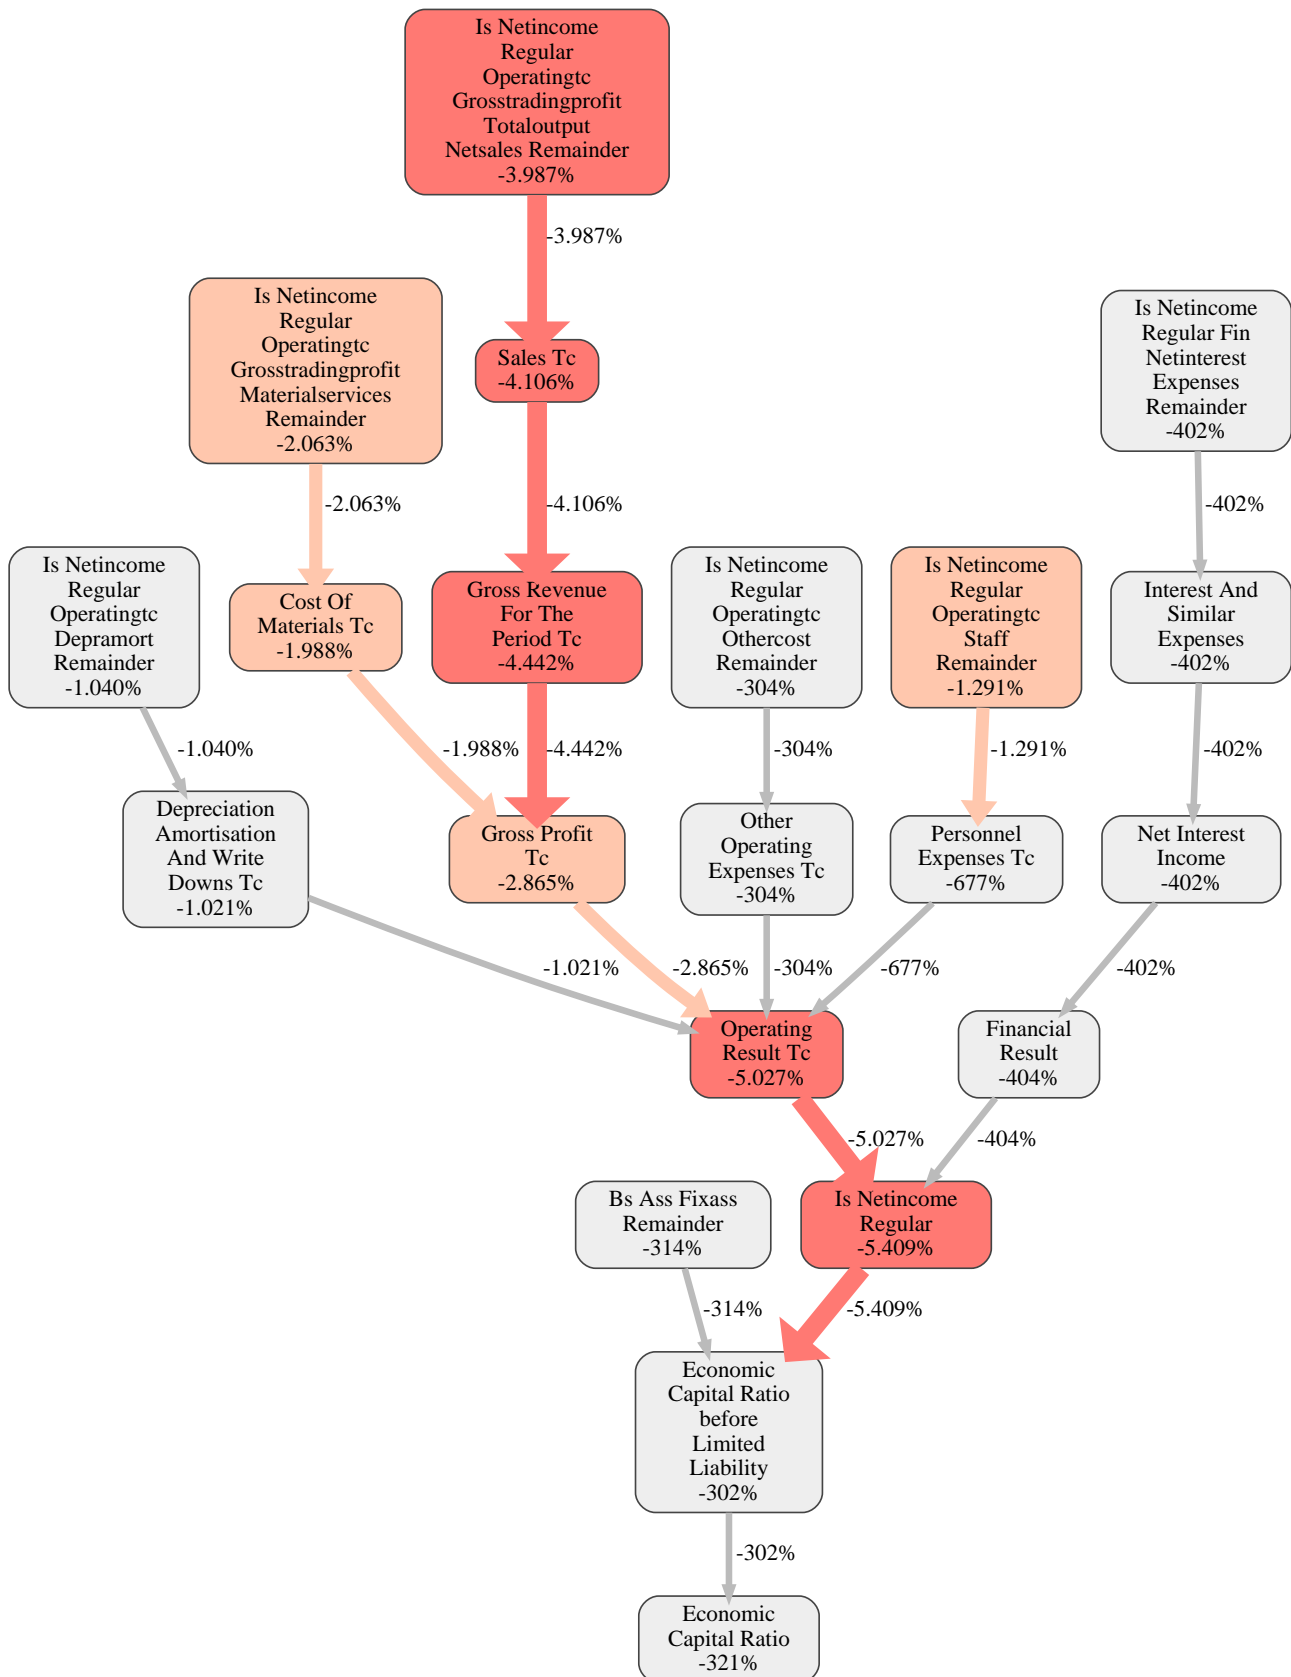 Is Netincome
Regular
Operatingtc
Grosstradingprofit
Totaloutput
Netsales Remainder
-3.987%
-3.987%
Is Netincome
Regular
Operatingtc
Grosstradingprofit
Materialservices
Remainder
-2.063%
Sales Tc
-4.106%
Is Netincome
Regular Fin
Netinterest
Expenses
Remainder
-402%
-2.063%
-4.106%
-402%
Is Netincome
Regular
Operatingtc
Depramort
Remainder
-1.040%
Cost Of
Materials Tc
-1.988%
Gross Revenue
For The
Period Tc
-4.442%
Is Netincome
Regular
Operatingtc
Othercost
Remainder
-304%
Is Netincome
Regular
Operatingtc
Staff
Remainder
-1.291%
Interest And
Similar
Expenses
-402%
-1.040%
-1.988%
-4.442%
-304%
-1.291%
-402%
Depreciation
Amortisation
And Write
Downs Tc
-1.021%
Gross Profit
Tc
-2.865%
Other
Operating
Expenses Tc
-304%
Personnel
Expenses Tc
-677%
Net Interest
Income
-402%
-1.021%
-2.865%
-304%
-677%
-402%
Operating
Result Tc
-5.027%
Financial
Result
-404%
-5.027%
-404%
Bs Ass Fixass
Remainder
-314%
Is Netincome
Regular
-5.409%
-314%
-5.409%
Economic
Capital Ratio
before
Limited
Liability
-302%
-302%
Economic
Capital Ratio
-321%